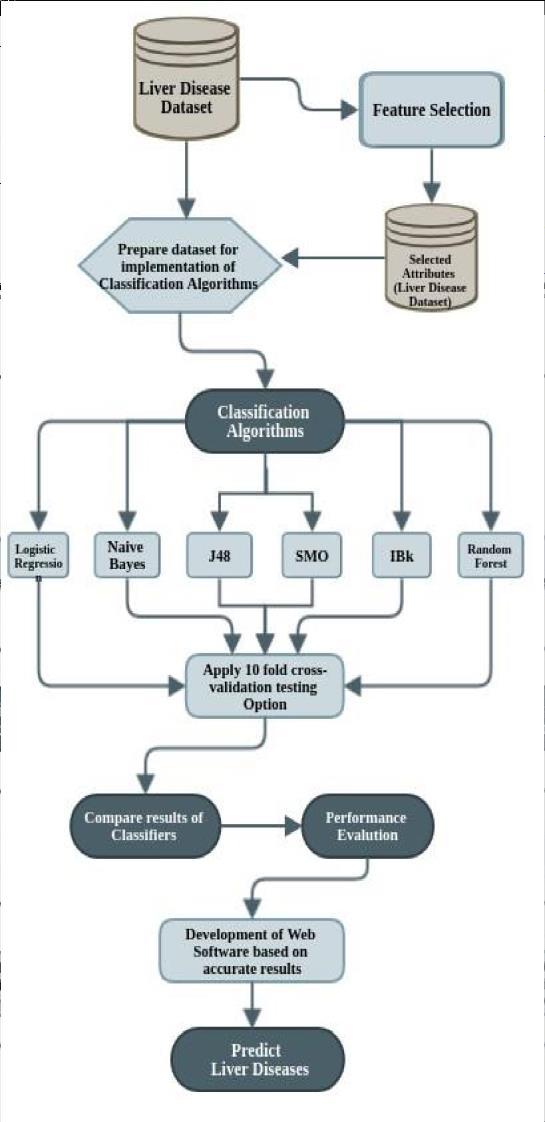 Liver Disease
Dataset
Feature Selection
Prepare dataset for
implementation of
Classification Algorithms
Selected
Attributes
(Liver Disease
Dataset)
Classification
Algorithms
Logistic
Regressio
n
Naive
Bayes
J48
SMO
IBk
Random
Forest
Apply 10 fold cross-
validation testing
Option
Compare results of
Classifiers
Performance
Evalution
Development of Web
Software based on
accurate results
Predict
Liver Diseases